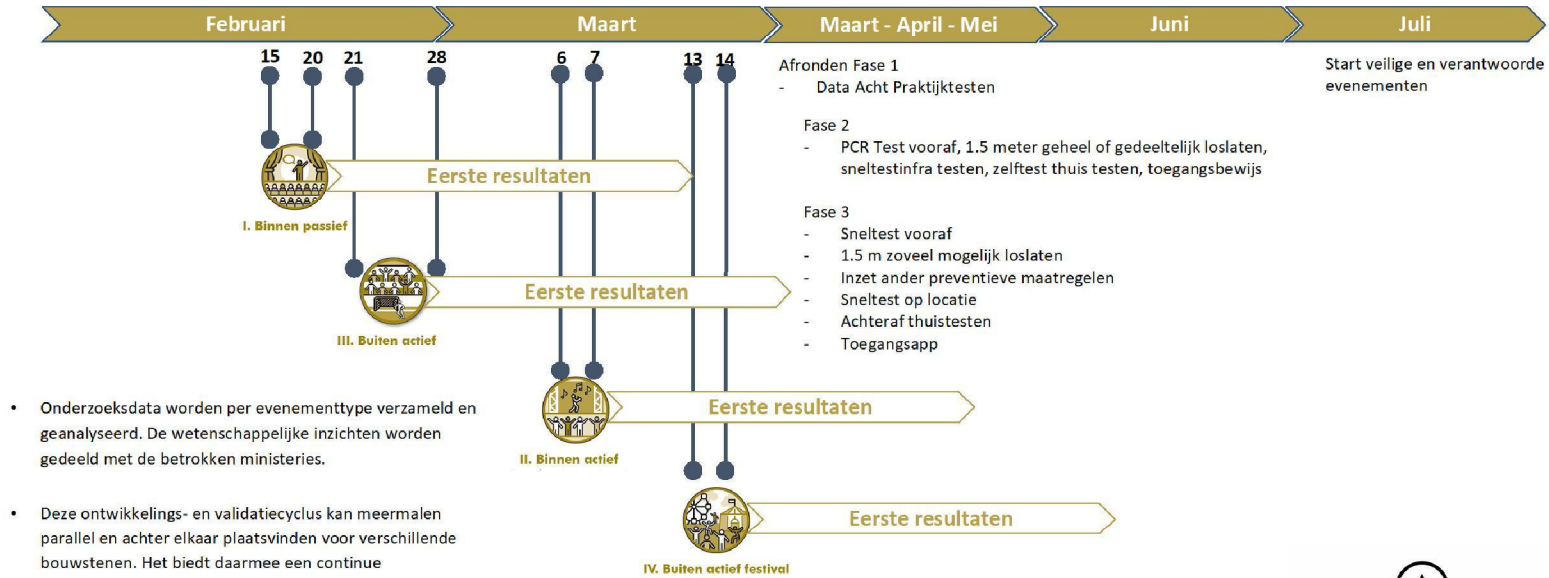 Februari
Maart
Maart - April - Mei
Juni
Juli
15
20
21
28
6
7
13
14
Afronden Fase 1
- Data Acht Praktijktesten
Fase 2
- PCR Test vooraf, 1.5 meter geheel of gedeeltelijk loslaten,
sneltestinfra testen, zelftest thuis testen, toegangsbewijs
Fase 3
- Sneltest vooraf
- 1.5 m zoveel mogelijk loslaten
- Inzet ander preventieve maatregelen
- Sneltest op locatie
- Achteraf thuistesten
- Toegangsapp
Start veilige en verantwoorde
evenementen
Eerste resultaten
I. Binnen passief
Eerste resultaten
III. Buiten actief
Eerste resultaten
II. Binnen actief
Eerste resultaten
IV. Buiten actief festival
• Onderzoeksdata worden per evenementtype verzameld en
geanalyseerd. De wetenschappelijke inzichten worden
gedeeld met de betrokken ministeries.
• Deze ontwikkelings- en validatiecyclus kan meermalen
parallel en achter elkaar plaatsvinden voor verschillende
bouwstenen. Het biedt daarmee een continue